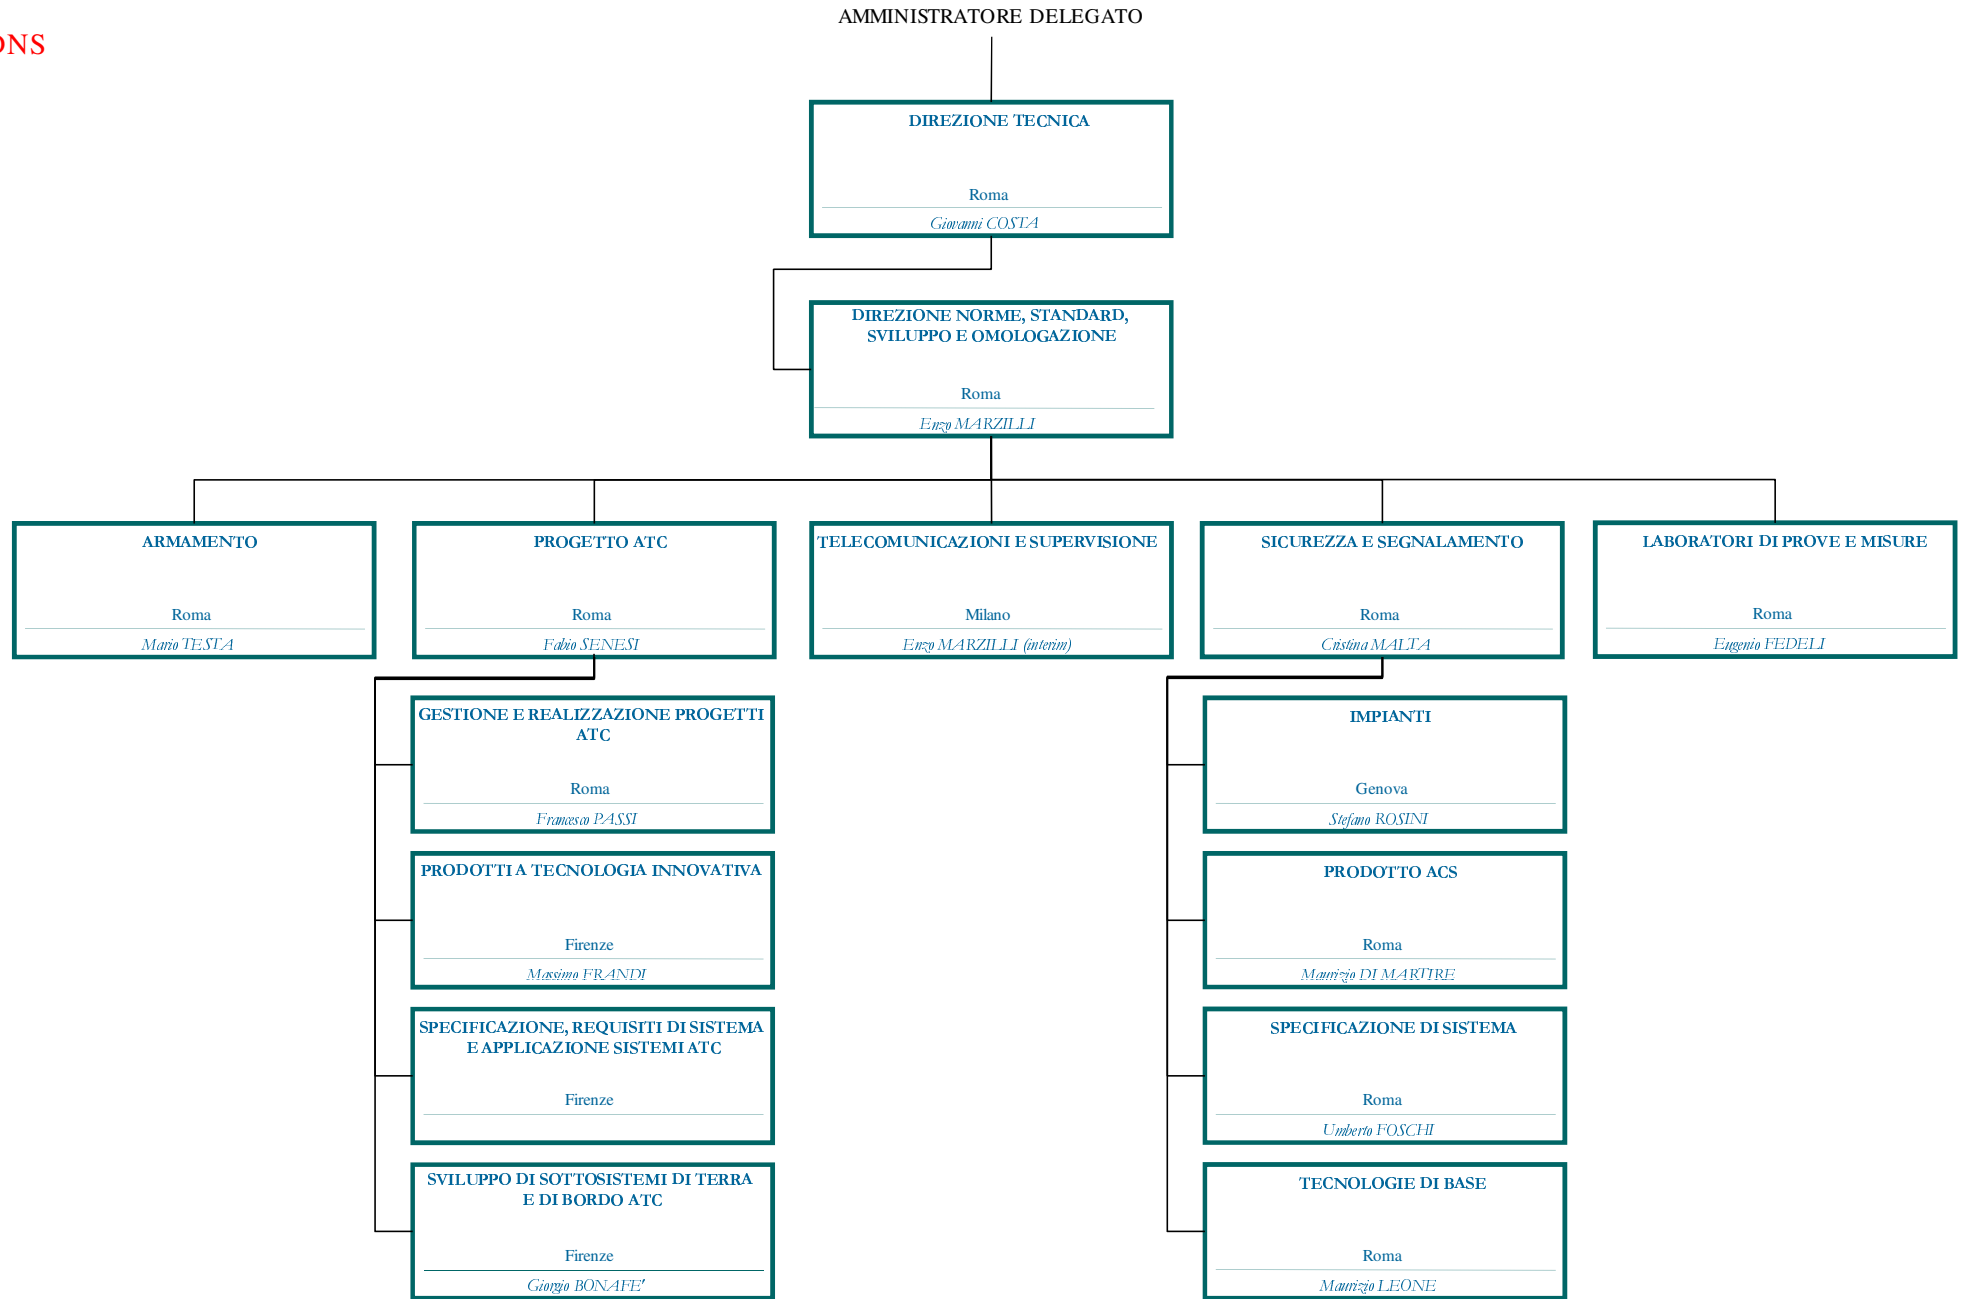 AMMINISTRATORE DELEGATO
ONS
DIREZIONE TECNICA
Roma
Giovanni COSTA
DIREZIONE NORME, STANDARD,
SVILUPPO E OMOLOGAZIONE
Roma
Enzo MARZILLI
ARMAMENTO
Roma
Mario TESTA
PROGETTO ATC
Roma
Fabio SENESI
TELECOMUNICAZIONI E SUPERVISIONE
Milano
Enzo MARZILLI (interim)
SICUREZZA E SEGNALAMENTO
Roma
Cristina MALTA
LABORATORI DI PROVE E MISURE
Roma
Eugenio FEDELI
GESTIONE E REALIZZAZIONE PROGETTI
ATC
Roma
Francesco PASSI
PRODOTTI A TECNOLOGIA INNOVATIVA
Firenze
Massimo FRANDI
SPECIFICAZIONE, REQUISITI DI SISTEMA
E APPLICAZIONE SISTEMI ATC
Firenze
SVILUPPO DI SOTTOSISTEMI DI TERRA
E DI BORDO ATC
Firenze
Giorgio BONAFE'
IMPIANTI
Genova
Stefano ROSINI
PRODOTTO ACS
Roma
Maurizio DI MARTIRE
SPECIFICAZIONE DI SISTEMA
Roma
Umberto FOSCHI
TECNOLOGIE DI BASE
Roma
Maurizio LEONE